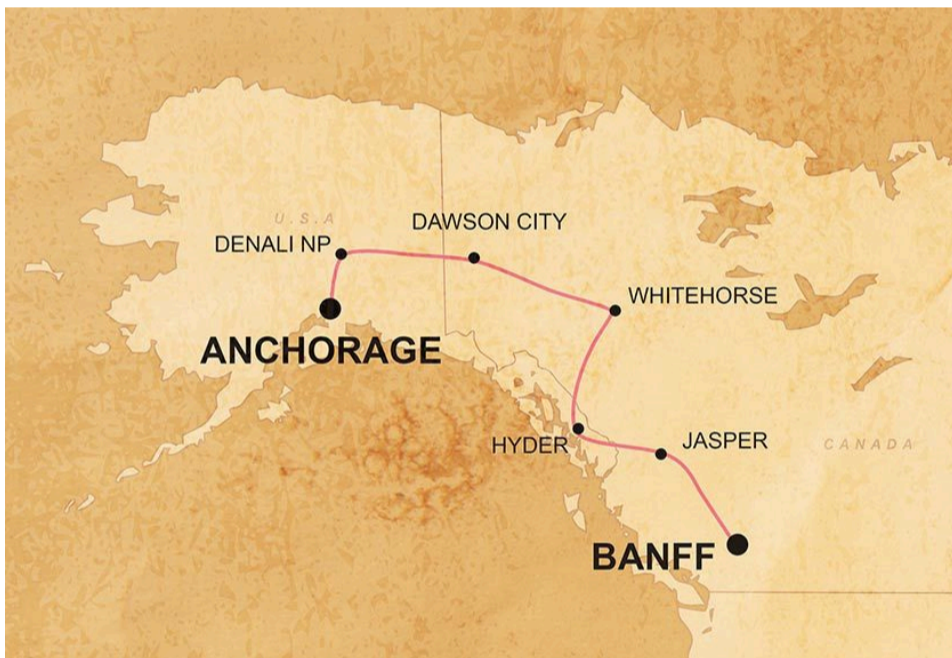 U.S.A
DAWSON CITY
DENALI NP
WHITEHORSE
ANCHORAGE
HYDER
JASPER
CANADA
BANFF